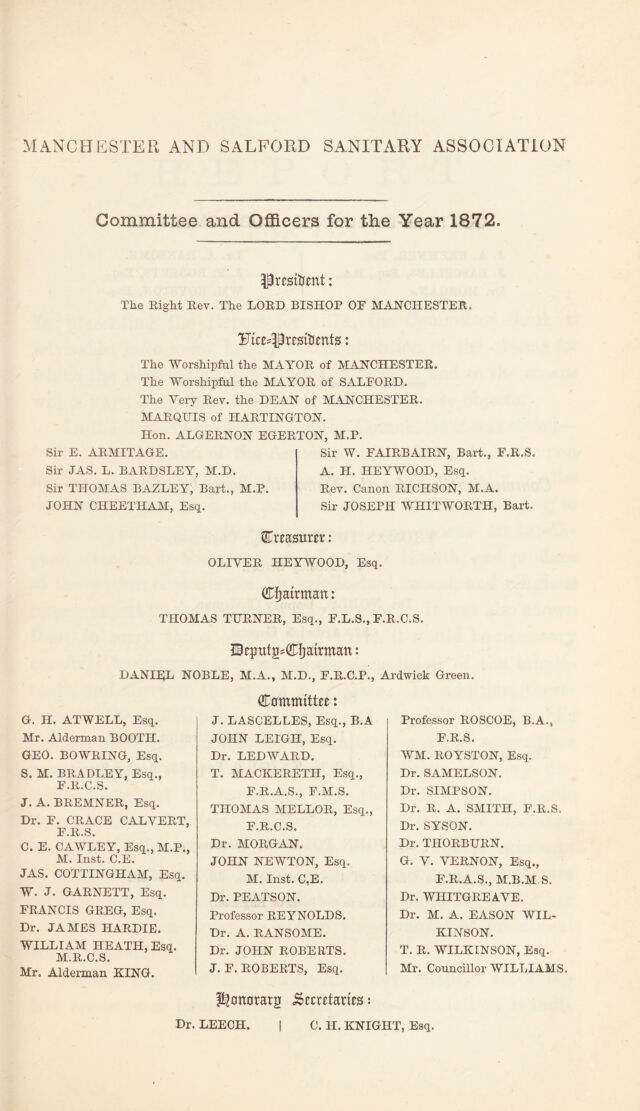 MANCHESTER AND SALFORD SANITARY ASSOCIATION
Committee and Officers for the Year 1872.
President:
The Right Rev. The LORD BISHOP OF MANCHESTER.
Vice-Presidents:
The Worshipful the MAYOR of MANCHESTER.
The Worshipful the MAYOR of SALFORD.
The Very Rev. the DEAN of MANCHESTER.
MARQUIS of HARTINGTON.
Hon. ALGERNON EGERTON, M.P.
Sir E. ARMITAGE.
Sir JAS. L. BARDSLEY, M.D.
Sir THOMAS BAZLEY, Bart., M.P.
JOHN CHEETHAM, Esq.
Sir W. FAIRBAIRN, Bart., F.R.S.
A. H. HEYWOOD, Esq.
Rev. Canon RICHSON, M.A.
Sir JOSEPH WHITWORTH, Bart.
Treasurer:
OLIVER HEYWOOD, Esq.
Chairman:
THOMAS TURNER, Esq., F.L.S., F.R.C.S.
Deputy-Chairman:
DANIEL NOBLE, M.A., M.D., F.R.C.P., Ardwick Green.
Committee:
G. H. ATWELL, Esq.
Mr. Alderman BOOTH.
GEO. BOWRING, Esq.
S. M. BRADLEY, Esq.,
F.R.C.S.
J. A. BREMNER, Esq.
Dr. F. CRACE CALVERT,
F.R.S.
C. E. CAWLEY, Esq., M.P.,
M. Inst. C.E.
JAS. COTTINGHAM, Esq.
W. J. GARNETT, Esq.
FRANCIS GREG, Esq.
Dr. JAMES HARDIE.
WILLIAM HEATH, Esq.
M.R.C.S.
Mr. Alderman KING.
J. LASCELLES, Esq., B.A
JOHN LEIGH, Esq.
Dr. LEDWARD.
T. MACKERETH, Esq.,
F.R.A.S., F.M.S.
THOMAS MELLOR, Esq.,
F.R.C.S.
Dr. MORGAN.
JOHN NEWTON, Esq.
M. Inst. C,E.
Dr. PEATSON.
Professor REYNOLDS.
Dr. A. RANSOME.
Dr. JOHN ROBERTS.
J. F. ROBERTS, Esq.
Professor ROSCOE, B.A.,
F.R.S.
WM. ROYSTON, Esq.
Dr. SAMELSON.
Dr. SIMPSON.
Dr. R. A. SMITH, F.R.S.
Dr. SYSON.
Dr. THORBURN.
G. V. VERNON, Esq.,
F.R.A.S., M.B.M S.
Dr. WHITGREAVE.
Dr. M. A. EASON WIL-
KINSON.
T. R. WILKINSON, Esq.
Mr. Councillor WILLIAMS.
Honorary Secretaries:
Dr. LEECH. | C. H. KNIGHT, Esq.